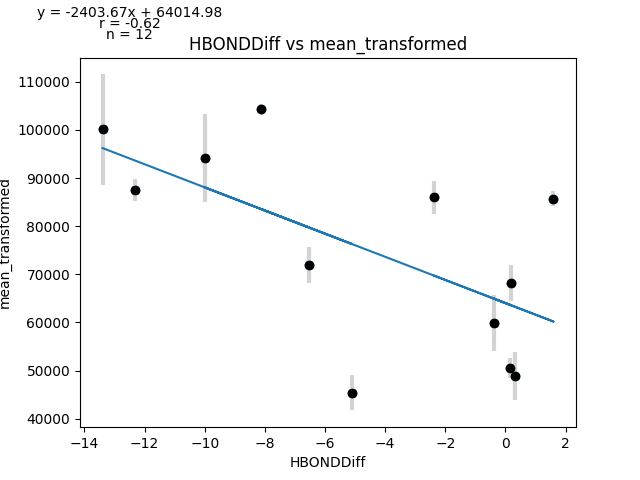 y = -2403.67x + 64014.98
r = -0.62
n = 12
HBONDDiff vs mean_transformed
110000
100000
90000
80000
70000
60000
50000
40000
mean_transformed
−14
−12
−10
−8
−6
−4
−2
0
2
HBONDDiff